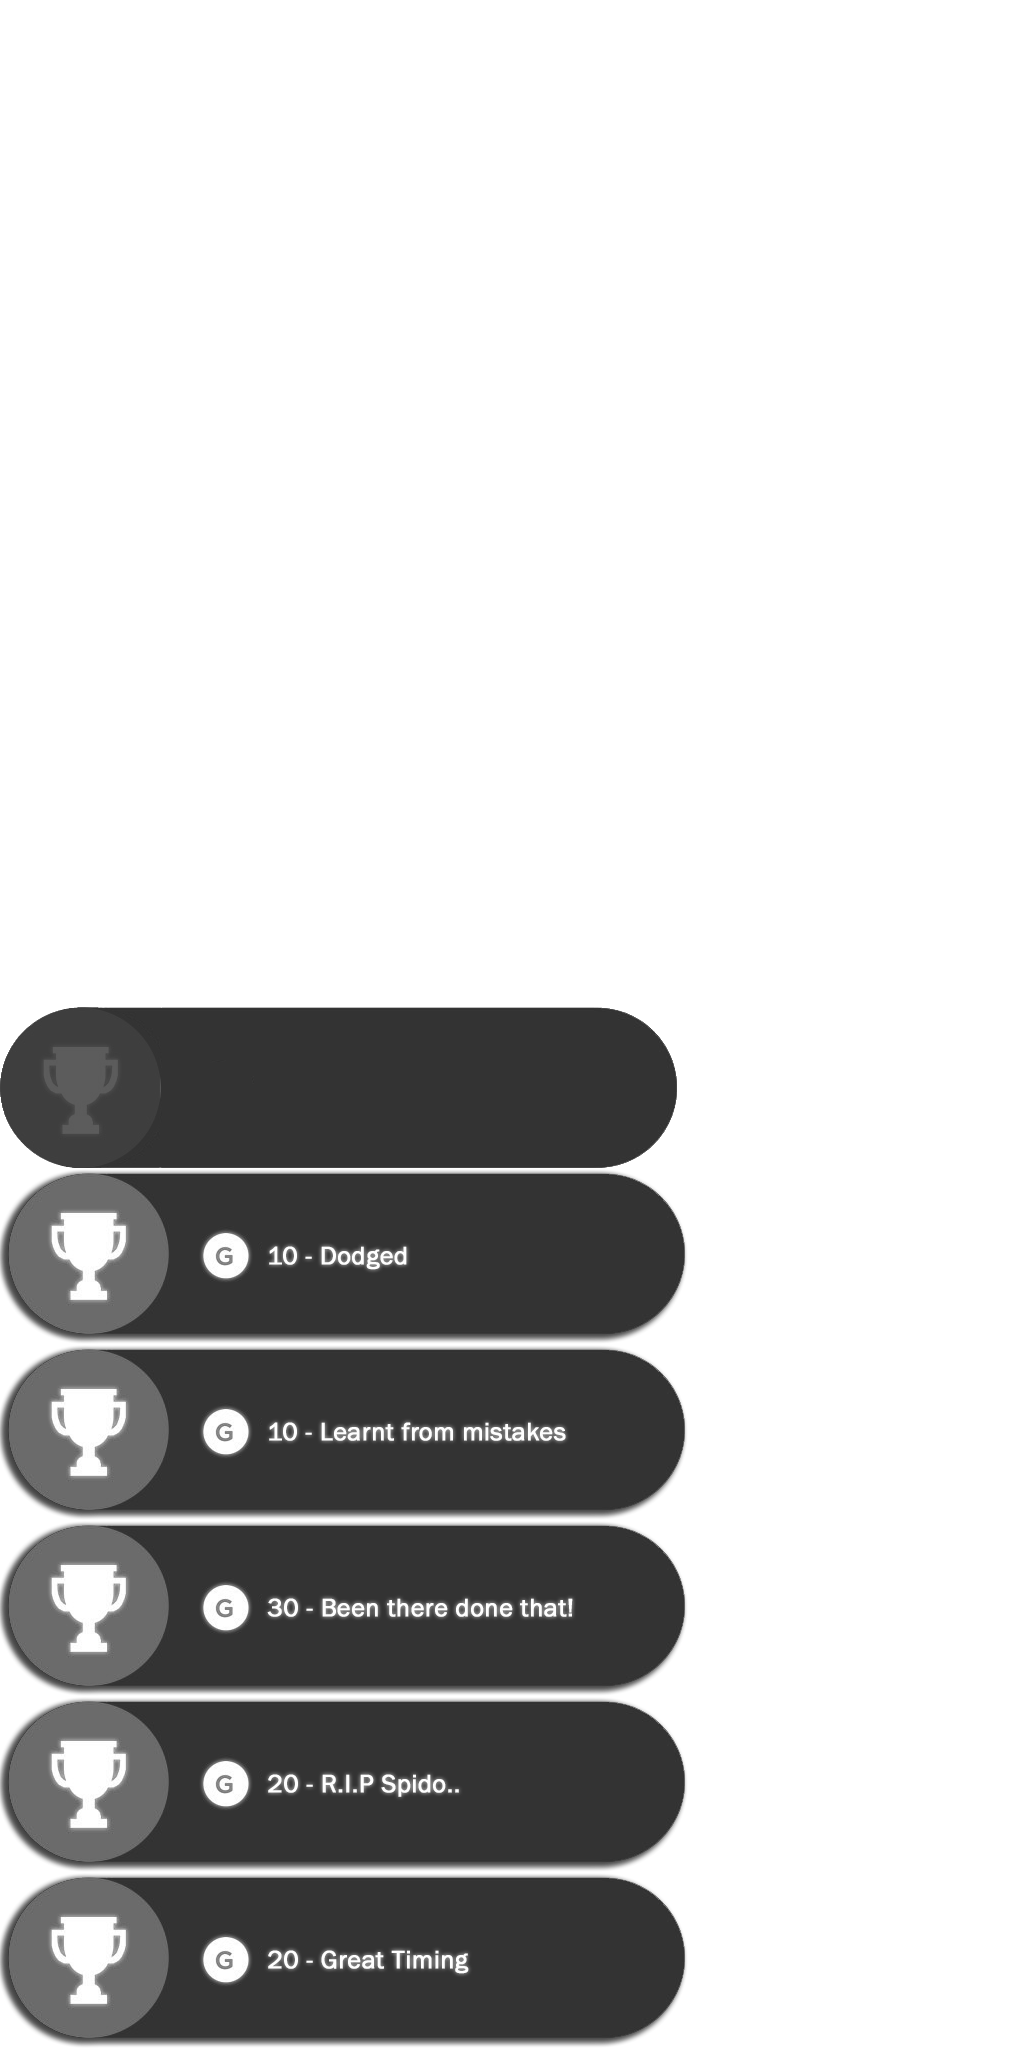 G 10 - Dodged
G 10 - Learnt from mistakes
G 30 - Been there done that!
G 20 - R.I.P Spido..
G 20 - Great Timing